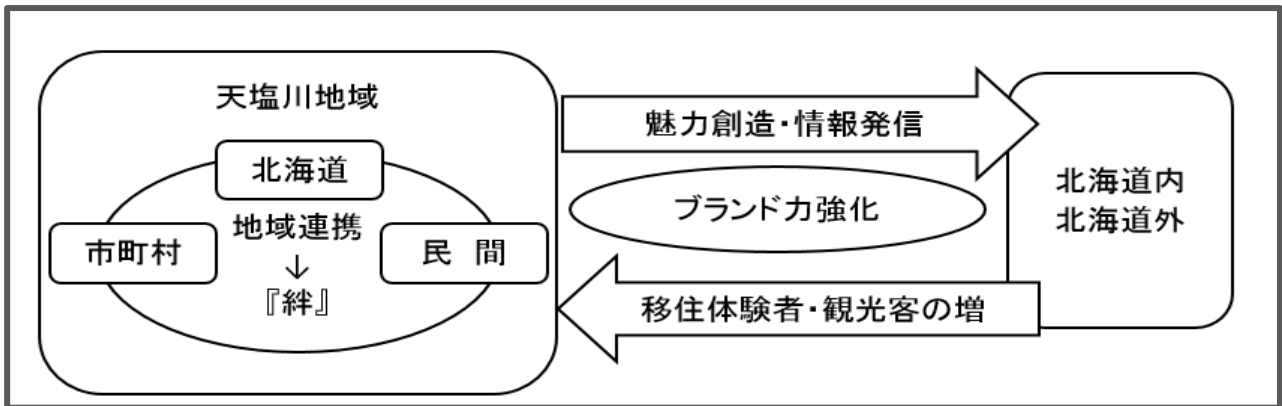 天塩川地域
北海道
市町村
地域連携
↓
『絆』
民　間
魅力創造・情報発信
ブランド力強化
移住体験者・観光客の増
北海道内
北海道外